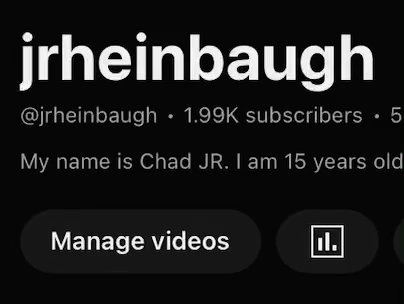 jrheinbaugh
@jrheinbaugh • 1.99K subscribers • 5
My name is Chad JR. I am 15 years old
Manage videos